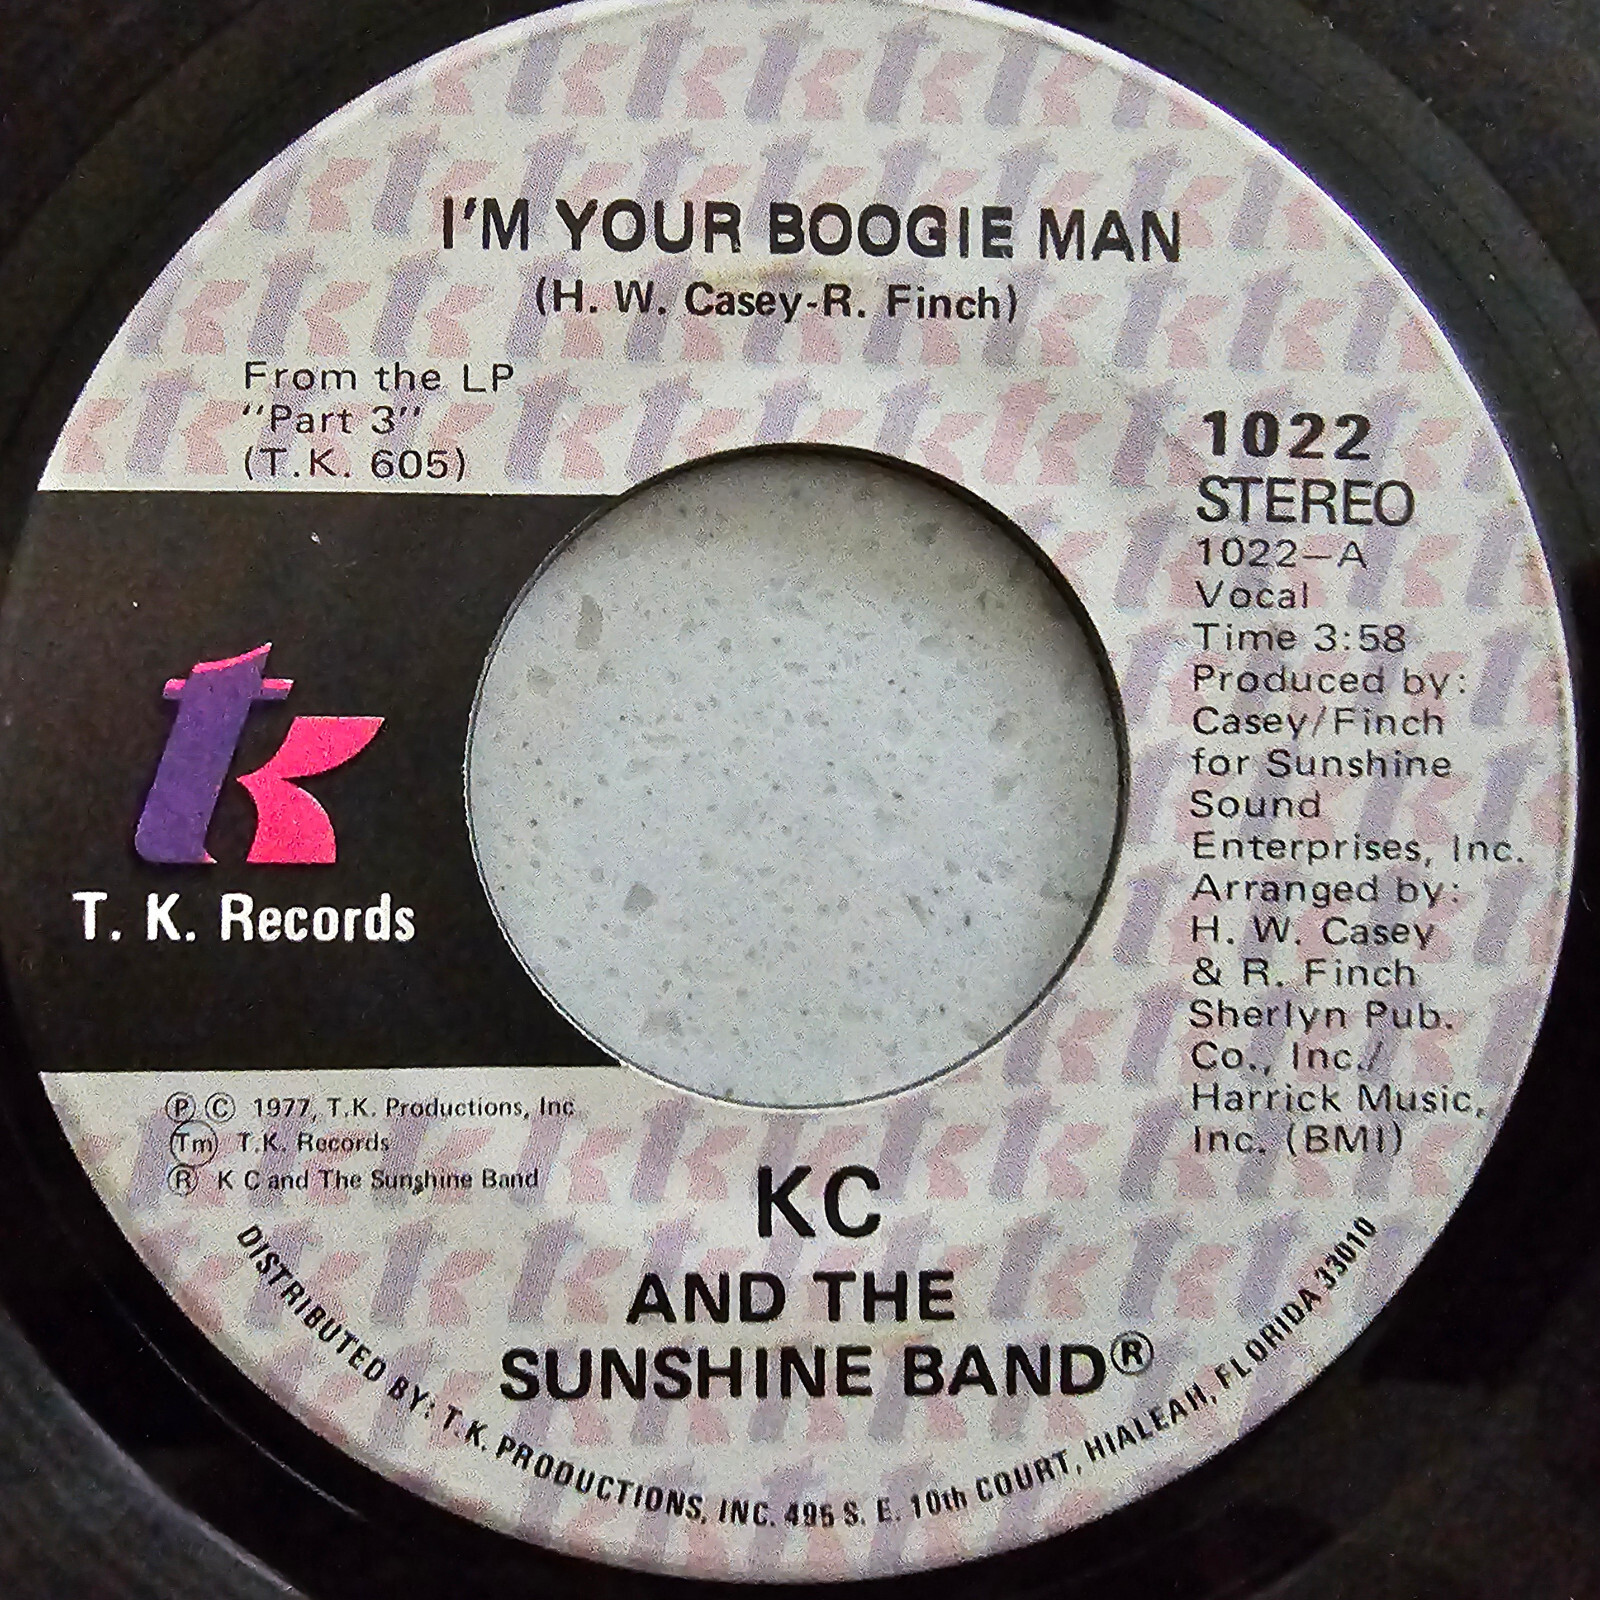 I'M YOUR BOOGIE MAN
(H. W. Casey-R. Finch)
From the LP
"Part 3"
(T.K. 605)
1022
STEREO
1022—A
Vocal
Time 3:58
Produced by:
Casey/Finch
for Sunshine
Sound
Enterprises, Inc.
Arranged by:
H. W. Casey
& R. Finch
Sherlyn Pub.
Co., Inc./
Harrick Music,
Inc. (BMI)
tk
T. K. Records
Ⓟ Ⓒ 1977, T.K. Productions, Inc
Tm T.K. Records
® K C and The Sunshine Band
KC
AND THE
SUNSHINE BAND®
DISTRIBUTED BY: T.K. PRODUCTIONS, INC. 495 S. E. 10th COURT, HIALEAH, FLORIDA 33010